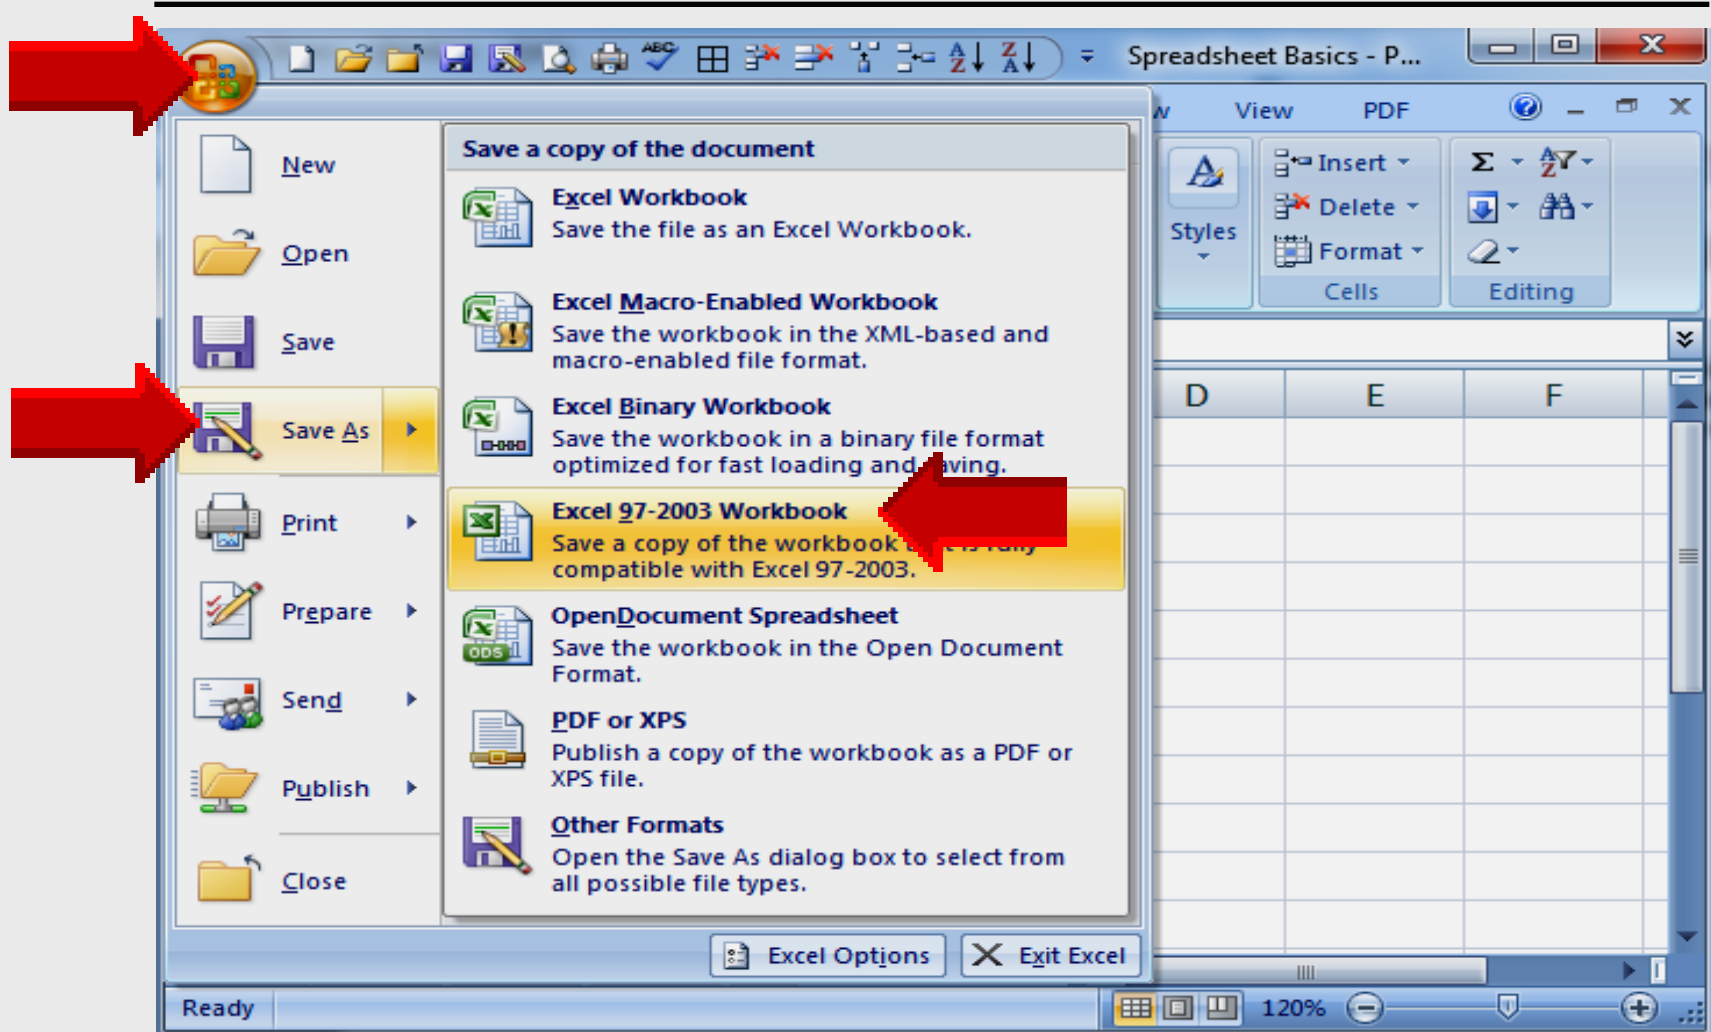 Spreadsheet Basics - P...
ABC
A
Z
Z
A
View
PDF
New
Open
Save
Save As
Print
Prepare
Send
Publish
Close
Save a copy of the document
Excel Workbook
Save the file as an Excel Workbook.
Excel Macro-Enabled Workbook
Save the workbook in the XML-based and
macro-enabled file format.
Excel Binary Workbook
Save the workbook in a binary file format
optimized for fast loading and
Excel 97-2003 Workbook
Save a copy of the workbook
compatible with Excel 97-2003.
ODS
OpenDocument Spreadsheet
Save the workbook in the Open Document
Format.
PDF or XPS
Publish a copy of the workbook as a PDF or
XPS file.
Other Formats
Open the Save As dialog box to select from
all possible file types.
Excel Options
Exit Excel
A
Styles
Insert
Delete
Format
Cells
Σ
A
Z
Editing
D E F
Ready
120%